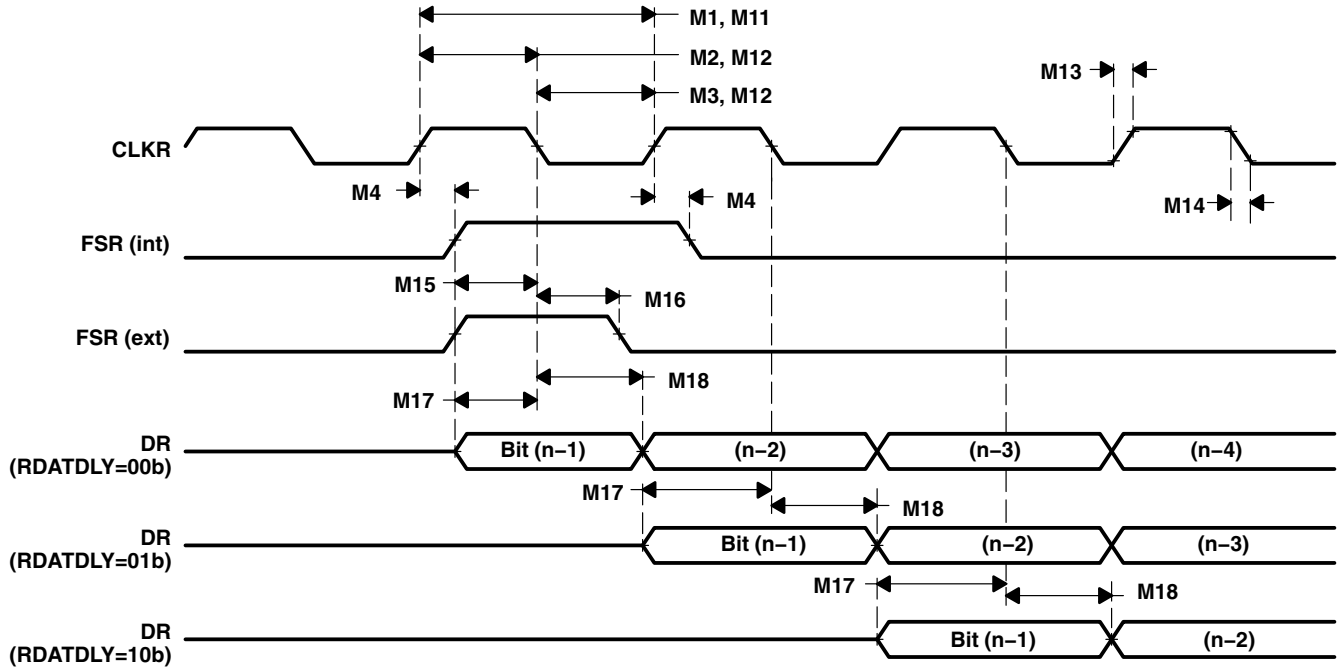 M1, M11
M2, M12
M3, M12
M13
CLKR
M4
M4
M14
FSR (int)
M15
M16
FSR (ext)
M18
M17
DR
(RDATDLY=00b)
Bit (n−1)
(n−2)
(n−3)
(n−4)
M17
M18
DR
(RDATDLY=01b)
Bit (n−1)
(n−2)
(n−3)
M17
M18
DR
(RDATDLY=10b)
Bit (n−1)
(n−2)